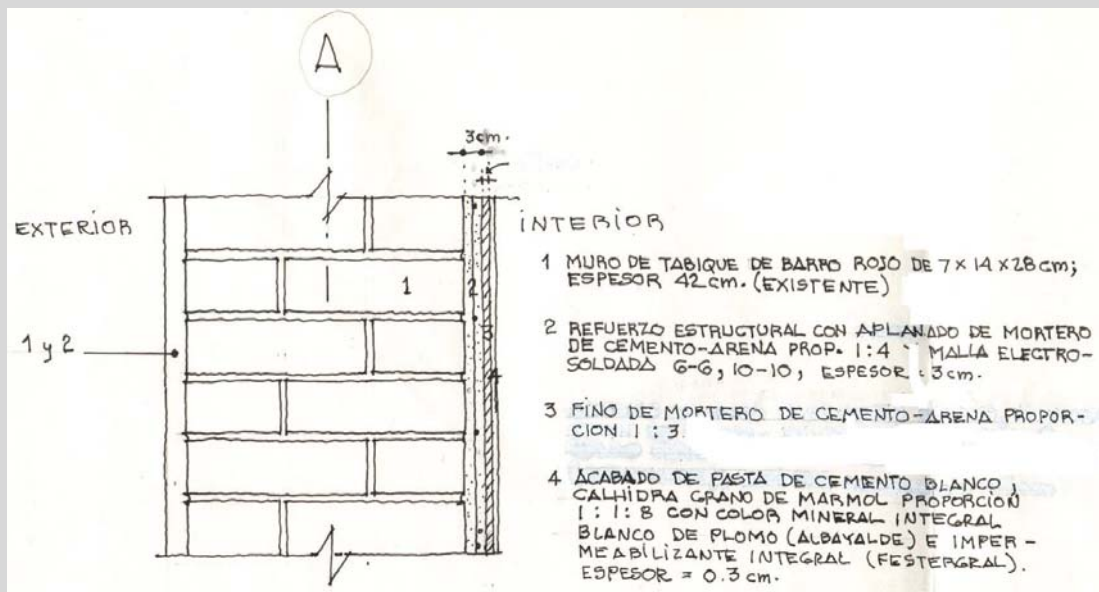 A
3cm.
EXTERIOR
INTERIOR
1 y 2
1
2
3
4
1 MURO DE TABIQUE DE BARRO ROJO DE 7 x 14 x 28 cm;
ESPESOR 42 cm. (EXISTENTE)
2 REFUERZO ESTRUCTURAL CON APLANADO DE MORTERO
DE CEMENTO-ARENA PROP. 1:4 MALLA ELECTRO-
SOLDADA 6-6, 10-10, ESPESOR = 3cm.
3 FINO DE MORTERO DE CEMENTO-ARENA PROPOR-
CION 1 : 3.
4 ACABADO DE PASTA DE CEMENTO BLANCO,
CALHIDRA GRANO DE MARMOL PROPORCION
1 : 1 : 8 CON COLOR MINERAL INTEGRAL
BLANCO DE PLOMO (ALBAYALDE) E IMPER-
MEABILIZANTE INTEGRAL (FESTERGRAL).
ESPESOR = 0.3 cm.